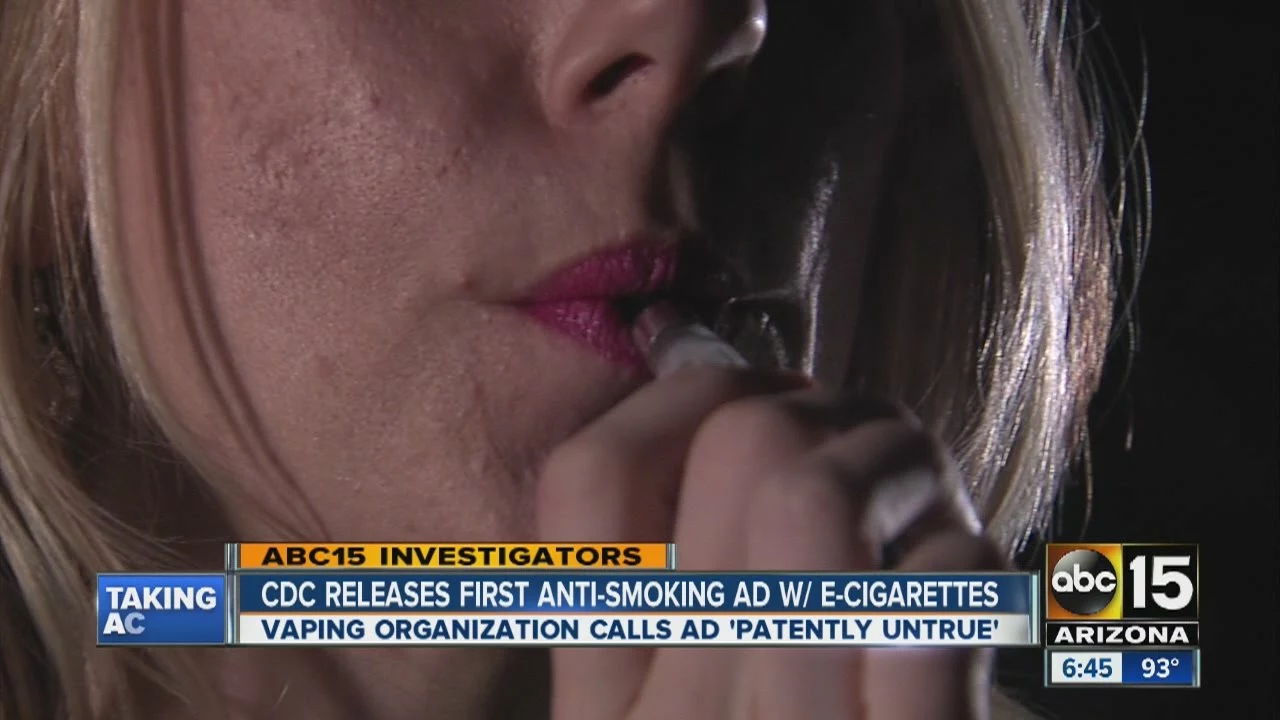 ABC15 INVESTIGATORS
TAKING
AC
CDC RELEASES FIRST ANTI-SMOKING AD W/ E-CIGARETTES
VAPING ORGANIZATION CALLS AD 'PATENTLY UNTRUE'
abc 15
ARIZONA
6:45 93°